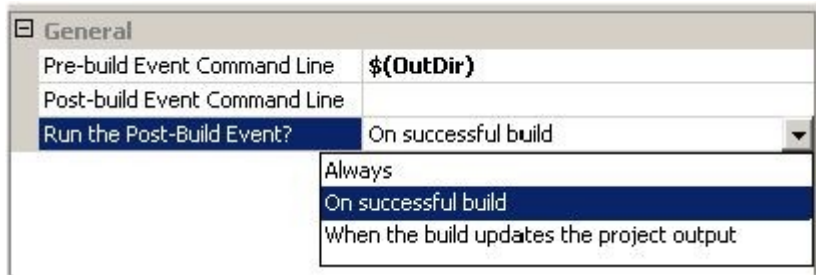 General
Pre-build Event Command Line $(OutDir)
Post-build Event Command Line
Run the Post-Build Event? On successful build
Always
On successful build
When the build updates the project output